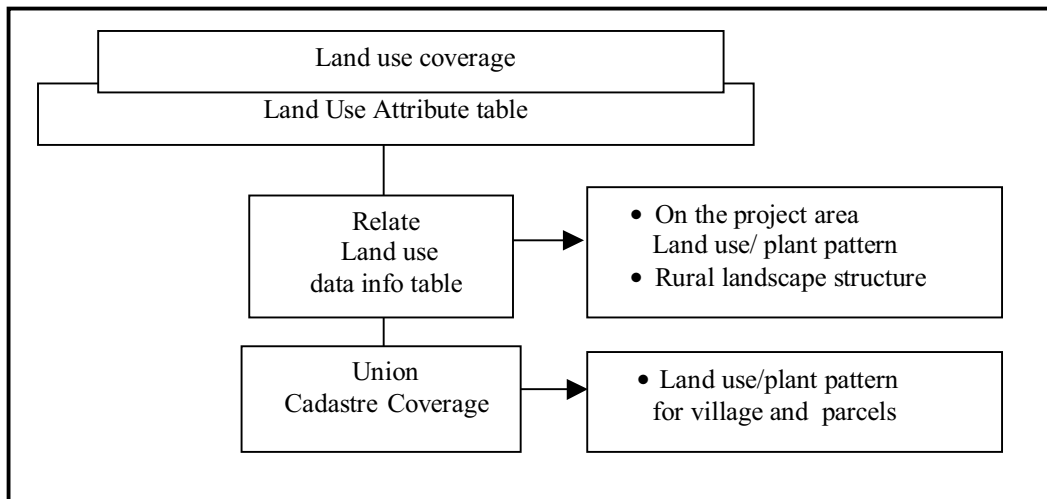 Land use coverage
Land Use Attribute table
Relate
Land use
data info table
• On the project area
Land use/ plant pattern
• Rural landscape structure
Union
Cadastre Coverage
• Land use/plant pattern
for village and parcels